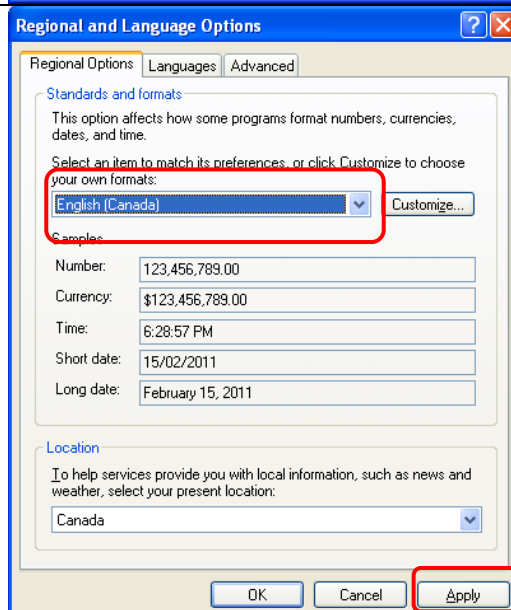 Regional and Language Options
Regional Options Languages Advanced
Standards and formats
This option affects how some programs format numbers, currencies,
dates, and time.
Select an item to match its preferences, or click Customize to choose
your own formats:
English (Canada) Customize...
Samples
Number: 123,456,789.00
Currency: $123,456,789.00
Time: 6:28:57 PM
Short date: 15/02/2011
Long date: February 15, 2011
Location
To help services provide you with local information, such as news and
weather, select your present location:
Canada
OK Cancel Apply